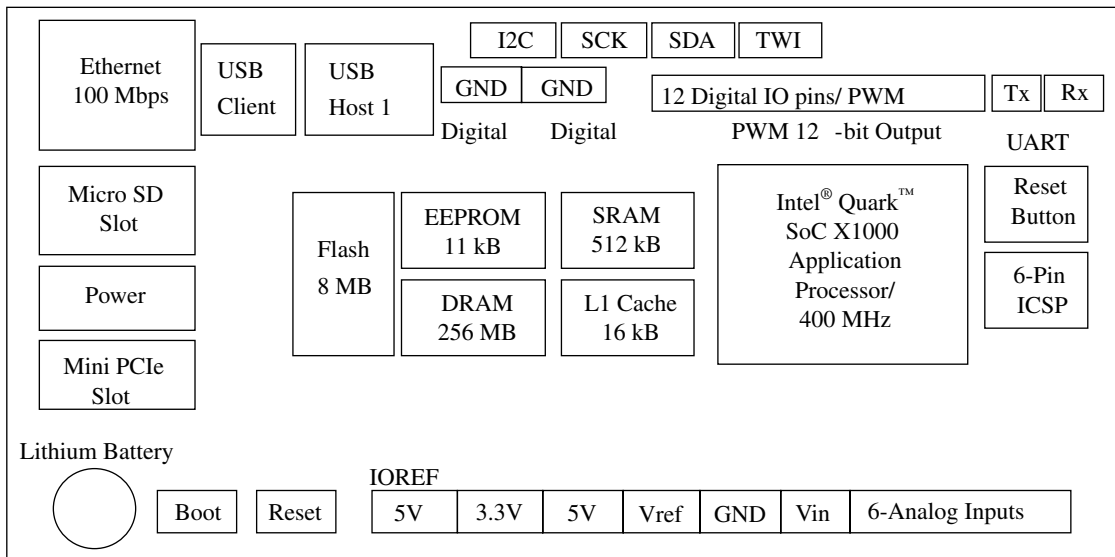 Ethernet
100 Mbps
USB
Client
USB
Host 1
I2C
SCK
SDA
TWI
GND
GND
Digital
Digital
12 Digital IO pins/ PWM
PWM 12 -bit Output
Tx
Rx
UART
Micro SD
Slot
Power
Mini PCIe
Slot
Flash
8 MB
EEPROM
11 kB
SRAM
512 kB
DRAM
256 MB
L1 Cache
16 kB
Intel® Quark™
SoC X1000
Application
Processor/
400 MHz
Reset
Button
6-Pin
ICSP
Lithium Battery
Boot
Reset
IOREF
5V
3.3V
5V
Vref
GND
Vin
6-Analog Inputs